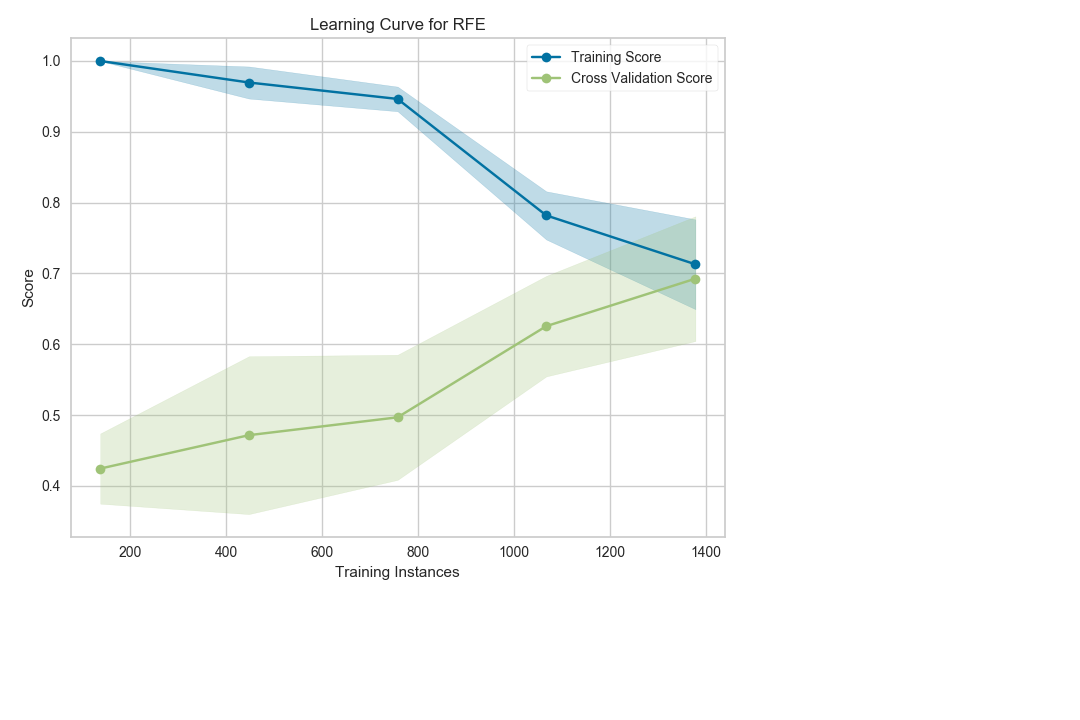 Learning Curve for RFE
Training Score
Cross Validation Score
1.0
0.9
0.8
0.7
0.6
0.5
0.4
Score
200 400 600 800 1000 1200 1400
Training Instances